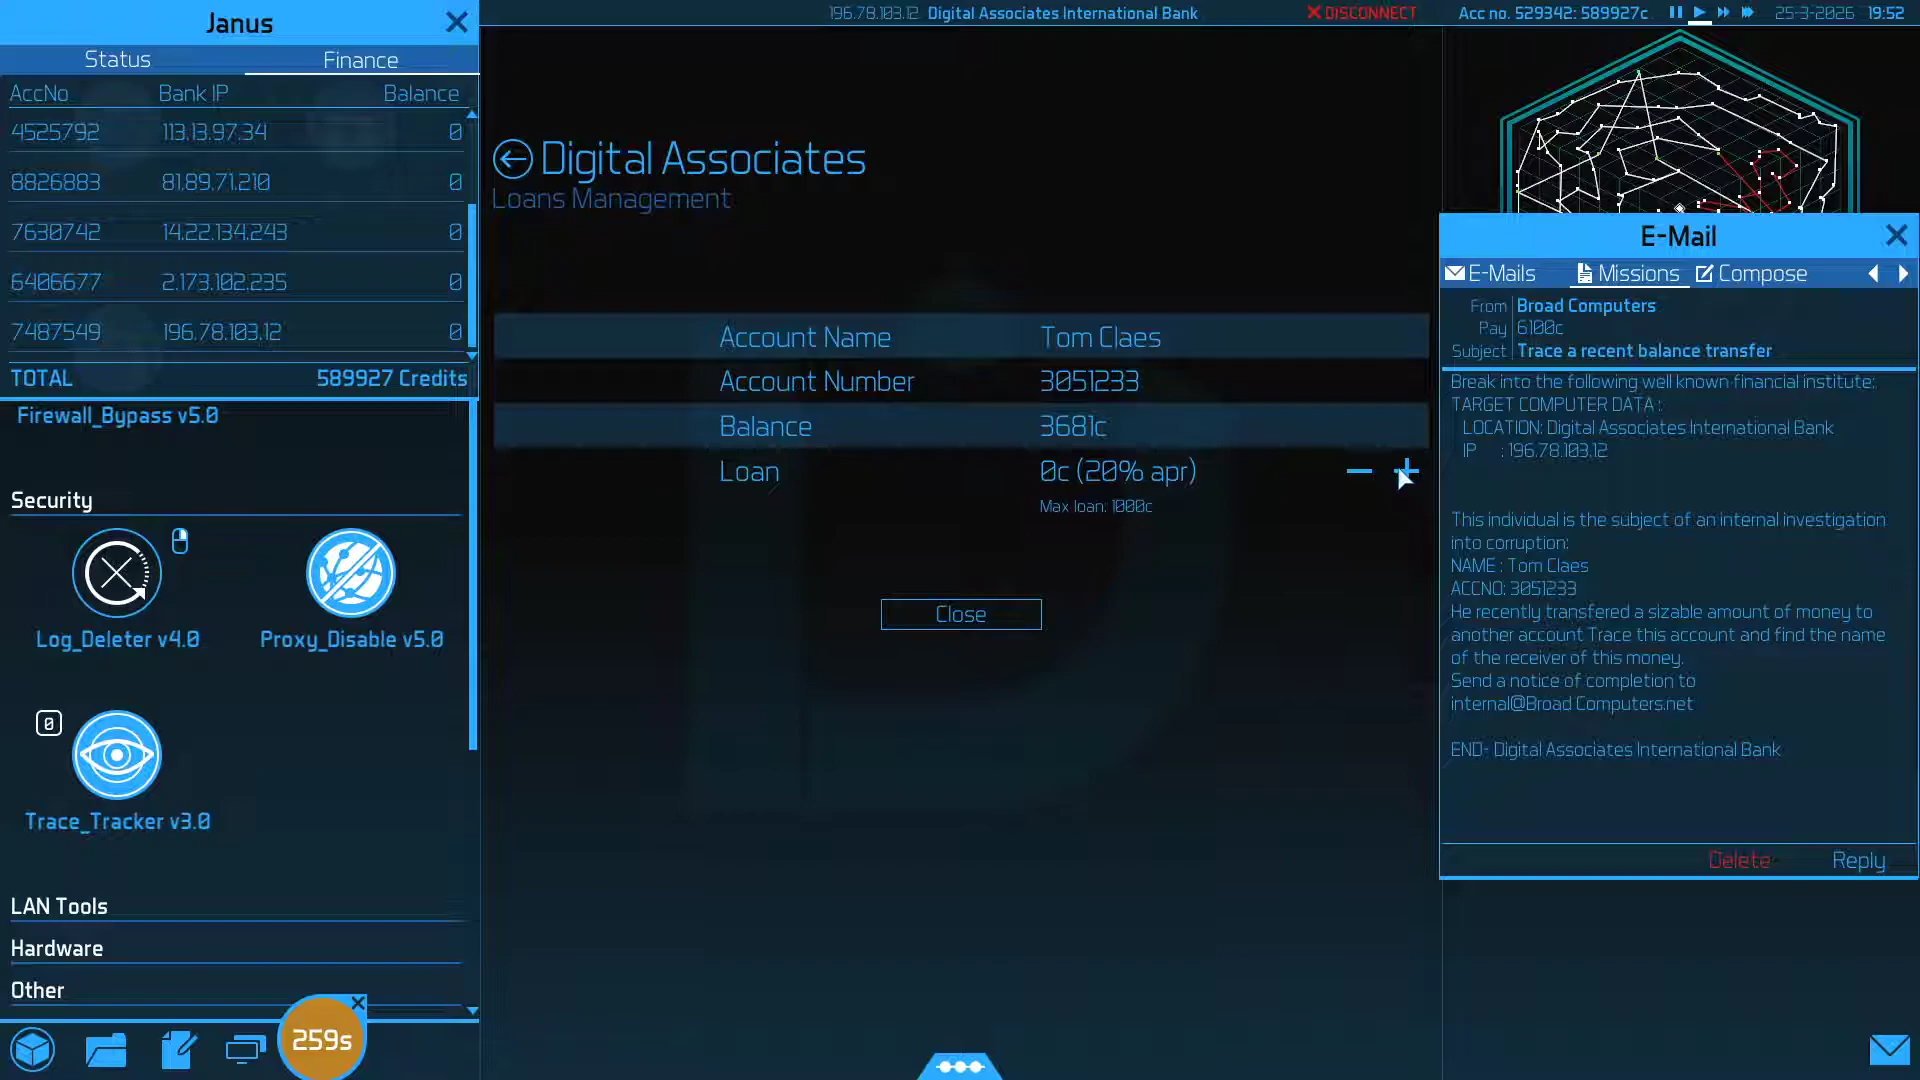 Janus
Status
Finance
AccNo Bank IP Balance
4525792 113.13.97.34 0
8826883 81.89.71.210 0
7630742 14.22.134.243 0
6406677 2.173.102.235 0
7487549 196.78.103.12 0
TOTAL 589927 Credits
Firewall_Bypass v5.0
Security
Log_Deleter v4.0
Proxy_Disable v5.0
0
Trace_Tracker v3.0
LAN Tools
Hardware
Other
259s
196.78.103.12 Digital Associates International Bank
DISCONNECT
Acc no. 529342: 589927c
25-3-2026 19:52
Digital Associates
Loans Management
Account Name Tom Claes
Account Number 3051233
Balance 3681c
Loan 0c (20% apr)
Max loan: 1000c
Close
E-Mail
E-Mails
Missions
Compose
From Broad Computers
Pay 6100c
Subject Trace a recent balance transfer
Break into the following well known financial institute:
TARGET COMPUTER DATA :
LOCATION: Digital Associates International Bank
IP : 196.78.103.12
This individual is the subject of an internal investigation
into corruption:
NAME : Tom Claes
ACCNO: 3051233
He recently transfered a sizable amount of money to
another account Trace this account and find the name
of the receiver of this money.
Send a notice of completion to
internal@Broad Computers.net
END- Digital Associates International Bank
Delete
Reply